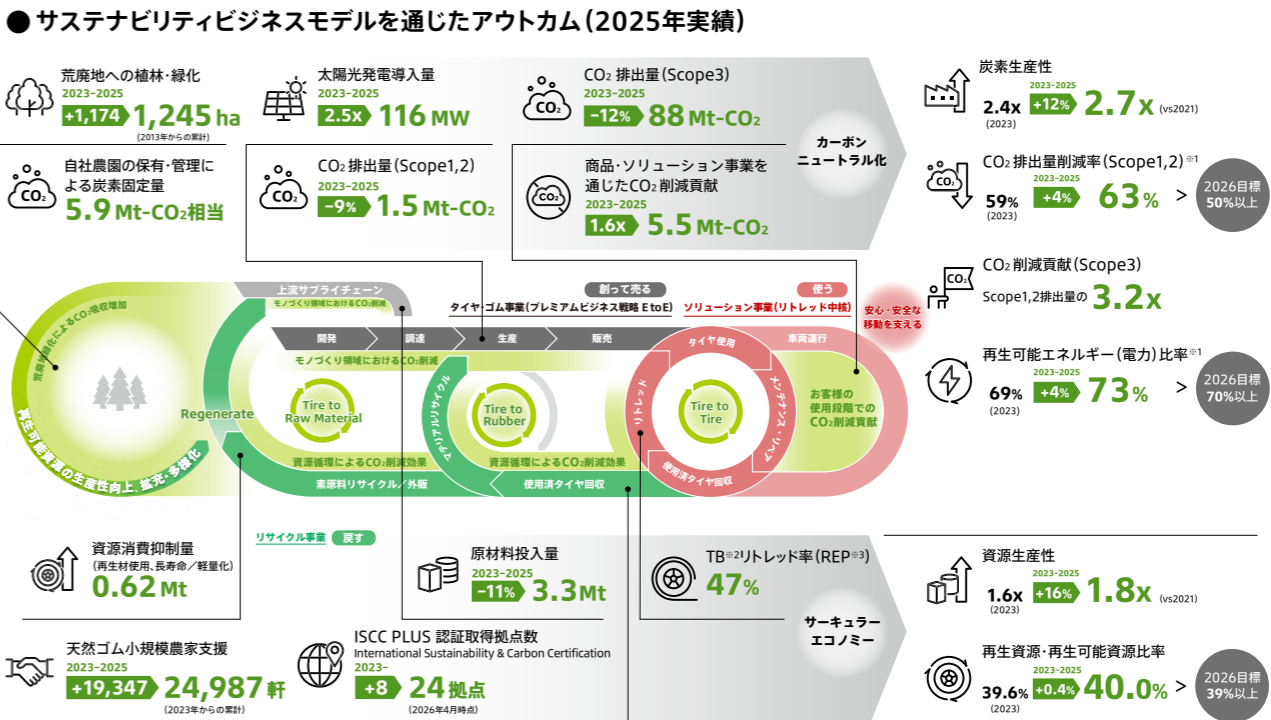 ● サステナビリティビジネスモデルを通じたアウトカム（2025年実績）
荒廃地への植林・緑化
2023–2025
+1,174 1,245 ha
（2013年からの累計）
太陽光発電導入量
2023–2025
2.5x 116 MW
CO₂ 排出量（Scope3）
2023–2025
−12% 88 Mt-CO₂
CO₂
自社農園の保有・管理に
よる炭素固定量
5.9 Mt-CO₂相当
CO₂
CO₂ 排出量（Scope1,2）
2023–2025
−9% 1.5 Mt-CO₂
CO₂
商品・ソリューション事業を
通じたCO₂ 削減貢献
2023–2025
1.6x 5.5 Mt-CO₂
CO₂
カーボン
ニュートラル化
炭素生産性
2023–2025
2.4x +12% 2.7x (vs2021)
(2023)
CO₂ 排出量削減率（Scope1,2）※1
2023–2025
59% +4% 63% >
(2023)
CO₂
2026目標
50%以上
CO₂ 削減貢献（Scope3）
Scope1,2排出量の 3.2x
CO₂
再生可能エネルギー（電力）比率※1
2023–2025
69% +4% 73% >
(2023)
2026目標
70%以上
荒廃地緑化によるCO₂吸収増加
再生可能資源の生産性向上、拡充・多様化
Regenerate
上流サプライチェーン
モノづくり領域におけるCO₂削減
創って売る
タイヤ・ゴム事業（プレミアムビジネス戦略 E to E）
使う
ソリューション事業（リトレッド中核）
安心・安全な
移動を支える
開発
調達
生産
販売
タイヤ使用
車両運行
モノづくり領域におけるCO₂削減
Tire to
Raw Material
マテリアルリサイクル
Tire to
Rubber
リトレッド
Tire to
Tire
メンテナンス・リペア
使用済タイヤ回収
お客様の
使用段階での
CO₂削減貢献
資源循環によるCO₂削減効果
資源循環によるCO₂削減効果
素原料リサイクル／外販
使用済タイヤ回収
リサイクル事業 戻す
資源消費抑制量
（再生材使用、長寿命／軽量化）
0.62 Mt
原材料投入量
2023–2025
−11% 3.3 Mt
TB※2リトレッド率（REP※3）
47%
サーキュラー
エコノミー
天然ゴム小規模農家支援
2023–2025
+19,347 24,987 軒
（2023年からの累計）
ISCC PLUS 認証取得拠点数
International Sustainability & Carbon Certification
2023–
+8 24 拠点
（2026年4月時点）
資源生産性
2023–2025
1.6x +16% 1.8x (vs2021)
(2023)
再生資源・再生可能資源比率
2023–2025
39.6% +0.4% 40.0% >
(2023)
2026目標
39%以上